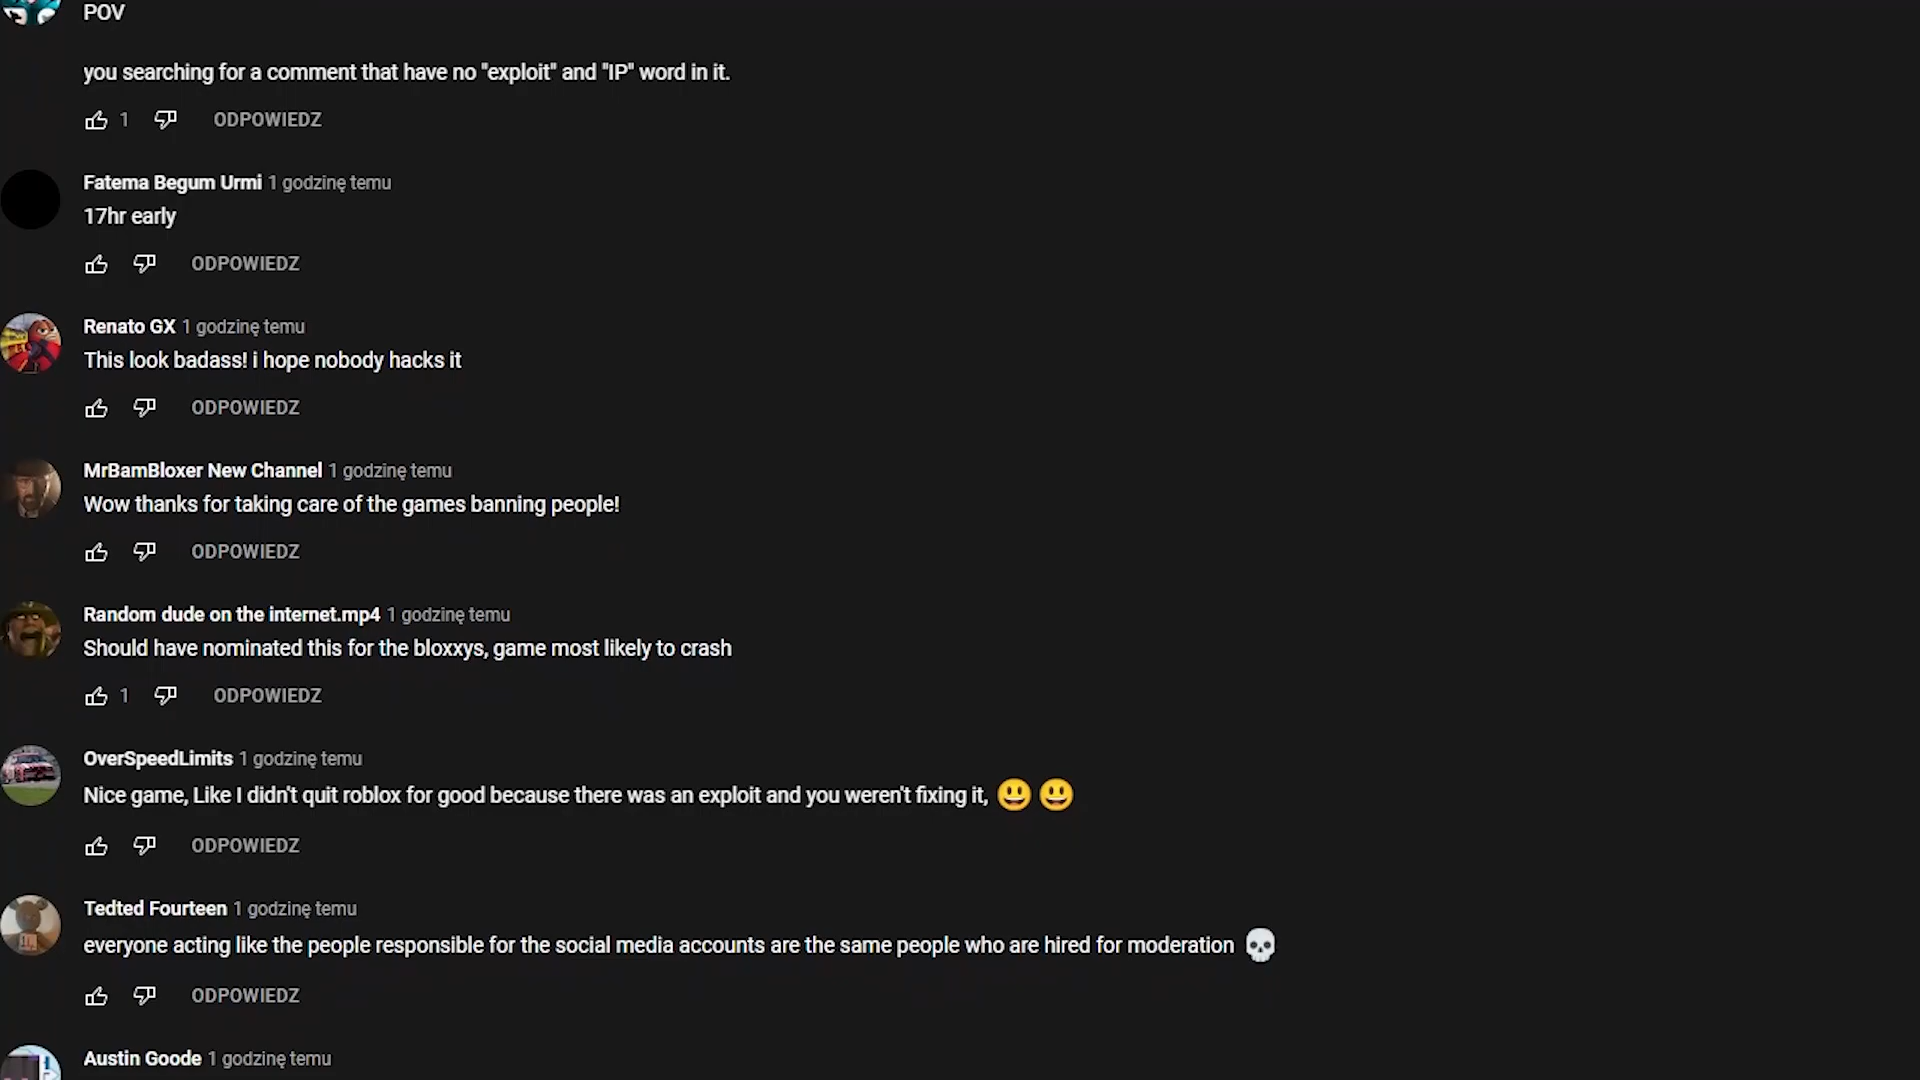 POV
you searching for a comment that have no "exploit" and "IP" word in it.
1 ODPOWIEDZ
Fatema Begum Urmi 1 godzinę temu
17hr early
ODPOWIEDZ
Renato GX 1 godzinę temu
This look badass! i hope nobody hacks it
ODPOWIEDZ
MrBamBloxer New Channel 1 godzinę temu
Wow thanks for taking care of the games banning people!
ODPOWIEDZ
Random dude on the internet.mp4 1 godzinę temu
Should have nominated this for the bloxxys, game most likely to crash
1 ODPOWIEDZ
OverSpeedLimits 1 godzinę temu
Nice game, Like I didn't quit roblox for good because there was an exploit and you weren't fixing it, 😃 😃
ODPOWIEDZ
Tedted Fourteen 1 godzinę temu
everyone acting like the people responsible for the social media accounts are the same people who are hired for moderation 💀
ODPOWIEDZ
Austin Goode 1 godzinę temu